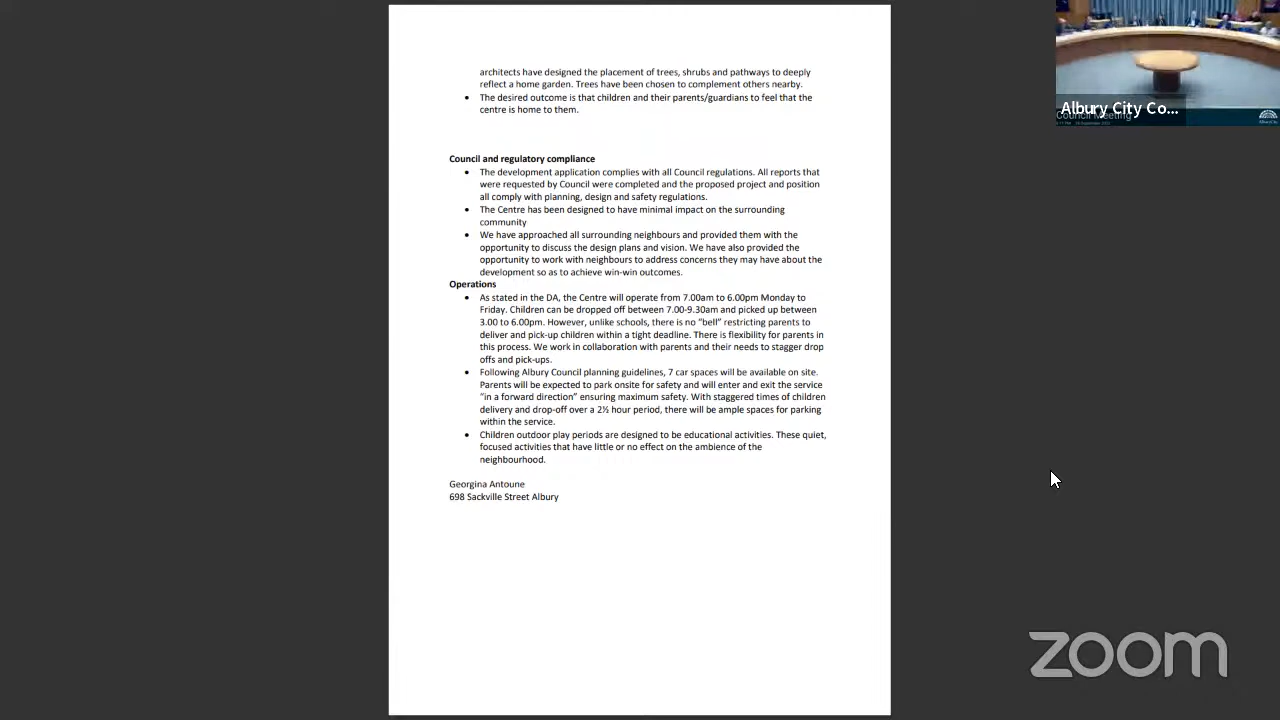 architects have designed the placement of trees, shrubs and pathways to deeply
reflect a home garden. Trees have been chosen to complement others nearby.
• The desired outcome is that children and their parents/guardians to feel that the
centre is home to them.
Council and regulatory compliance
• The development application complies with all Council regulations. All reports that
were requested by Council were completed and the proposed project and position
all comply with planning, design and safety regulations.
• The Centre has been designed to have minimal impact on the surrounding
community
• We have approached all surrounding neighbours and provided them with the
opportunity to discuss the design plans and vision. We have also provided the
opportunity to work with neighbours to address concerns they may have about the
development so as to achieve win-win outcomes.
Operations
• As stated in the DA, the Centre will operate from 7.00am to 6.00pm Monday to
Friday. Children can be dropped off between 7.00-9.30am and picked up between
3.00 to 6.00pm. However, unlike schools, there is no “bell” restricting parents to
deliver and pick-up children within a tight deadline. There is flexibility for parents in
this process. We work in collaboration with parents and their needs to stagger drop
offs and pick-ups.
• Following Albury Council planning guidelines, 7 car spaces will be available on site.
Parents will be expected to park onsite for safety and will enter and exit the service
“in a forward direction” ensuring maximum safety. With staggered times of children
delivery and drop-off over a 2½ hour period, there will be ample spaces for parking
within the service.
• Children outdoor play periods are designed to be educational activities. These quiet,
focused activities that have little or no effect on the ambience of the
neighbourhood.
Georgina Antoune
698 Sackville Street Albury
Albury City Co...
Council Meeting
zoom